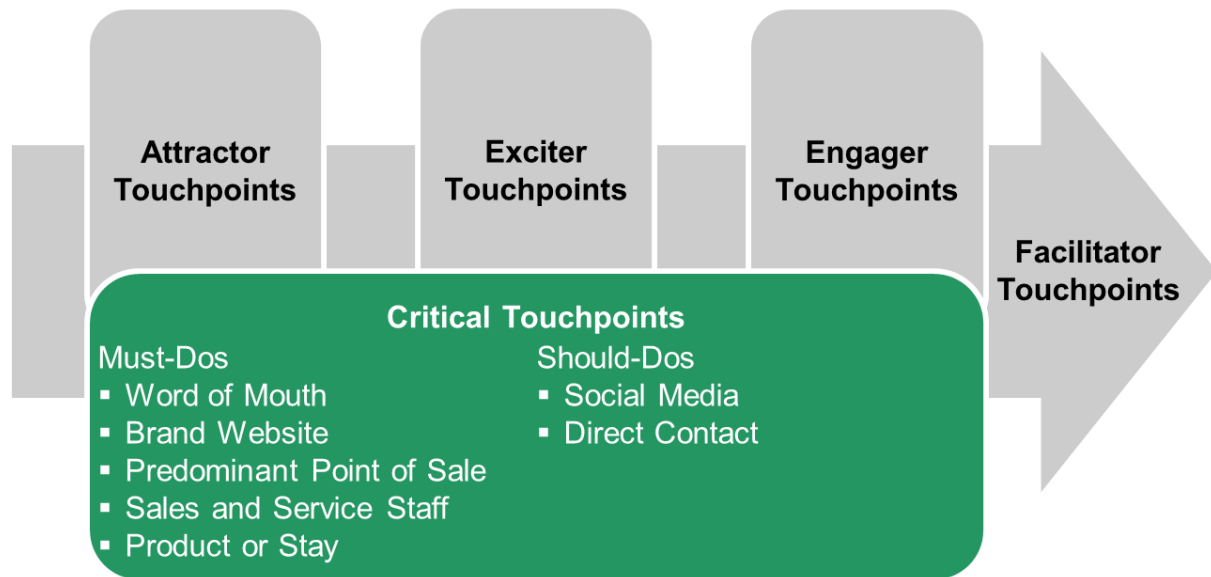 Attractor
Touchpoints
Exciter
Touchpoints
Engager
Touchpoints
Facilitator
Touchpoints
Critical Touchpoints
Must-Dos
▪ Word of Mouth
▪ Brand Website
▪ Predominant Point of Sale
▪ Sales and Service Staff
▪ Product or Stay
Should-Dos
▪ Social Media
▪ Direct Contact